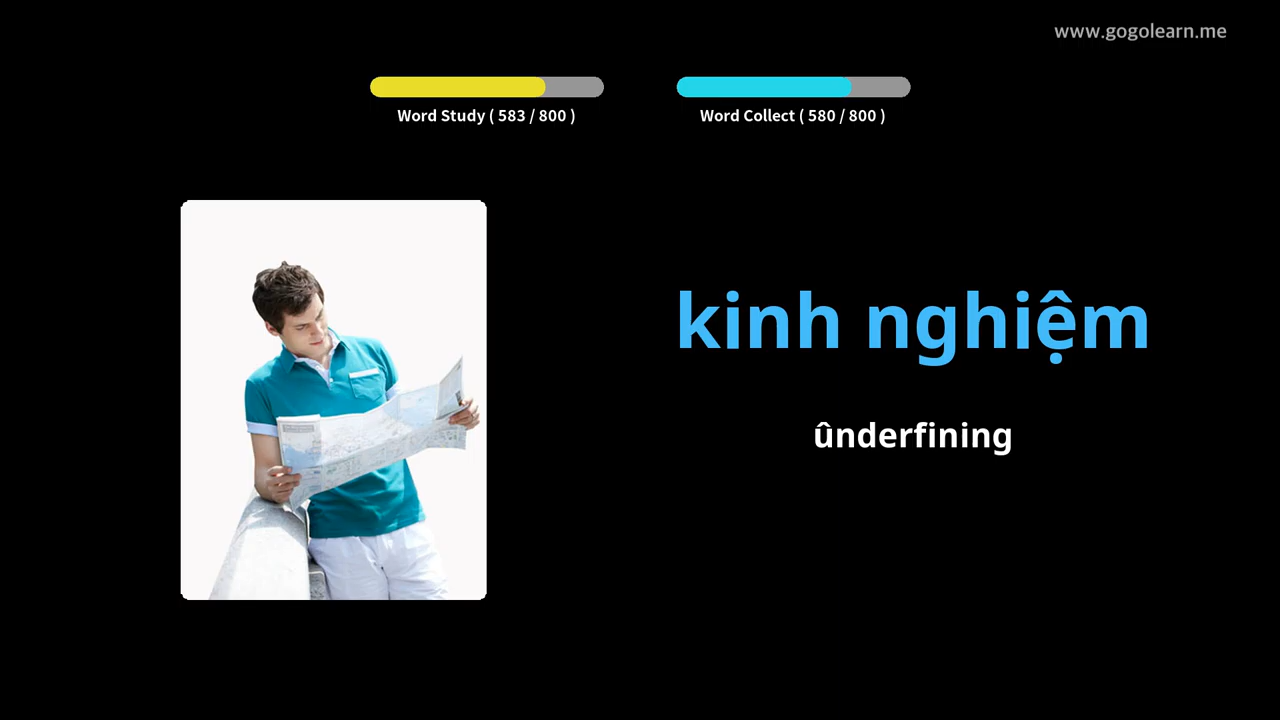 www.gogolearn.me
Word Study ( 583 / 800 )
Word Collect ( 580 / 800 )
kinh nghiệm
ûnderfining